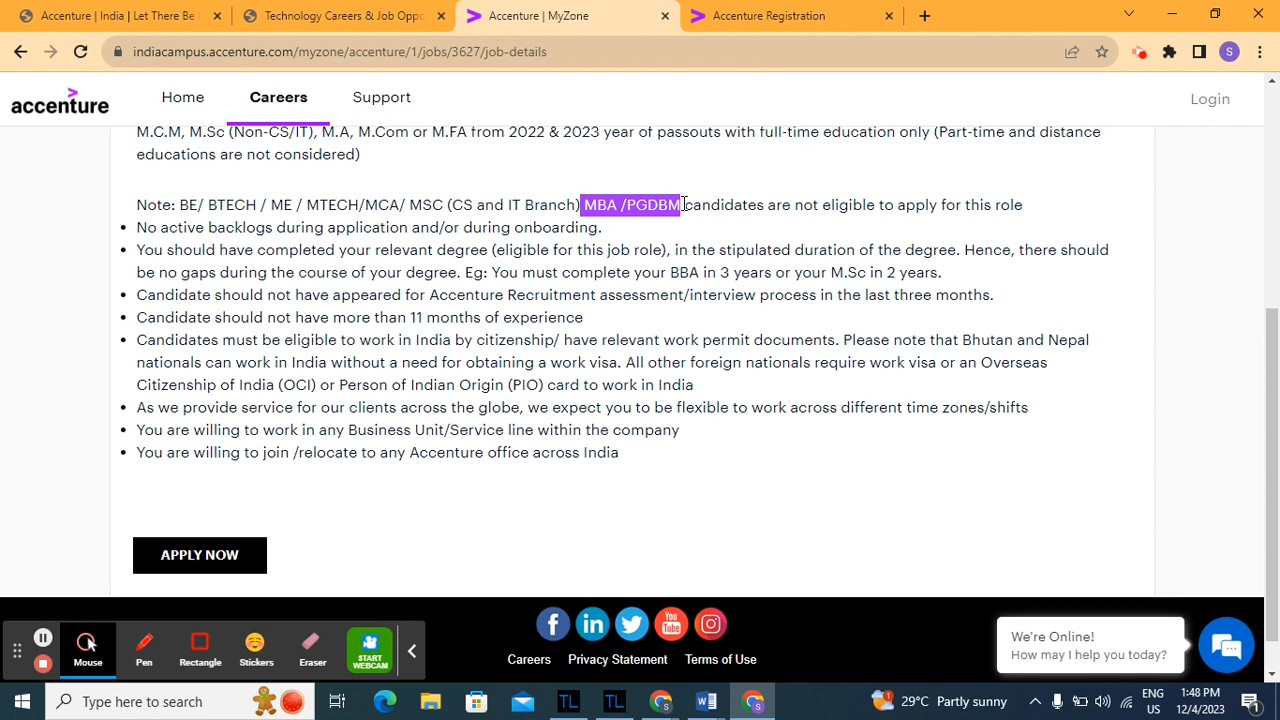 Accenture | India | Let There Be
Technology Careers & Job Oppo
Accenture | MyZone
Accenture Registration
indiacampus.accenture.com/myzone/accenture/1/jobs/3627/job-details
S
accenture
Home
Careers
Support
Login
M.C.M, M.Sc (Non-CS/IT), M.A, M.Com or M.FA from 2022 & 2023 year of passouts with full-time education only (Part-time and distance
educations are not considered)
Note: BE/ BTECH / ME / MTECH/MCA/ MSC (CS and IT Branch) MBA /PGDBM candidates are not eligible to apply for this role
• No active backlogs during application and/or during onboarding.
• You should have completed your relevant degree (eligible for this job role), in the stipulated duration of the degree. Hence, there should
be no gaps during the course of your degree. Eg: You must complete your BBA in 3 years or your M.Sc in 2 years.
• Candidate should not have appeared for Accenture Recruitment assessment/interview process in the last three months.
• Candidate should not have more than 11 months of experience
• Candidates must be eligible to work in India by citizenship/ have relevant work permit documents. Please note that Bhutan and Nepal
nationals can work in India without a need for obtaining a work visa. All other foreign nationals require work visa or an Overseas
Citizenship of India (OCI) or Person of Indian Origin (PIO) card to work in India
• As we provide service for our clients across the globe, we expect you to be flexible to work across different time zones/shifts
• You are willing to work in any Business Unit/Service line within the company
• You are willing to join /relocate to any Accenture office across India
APPLY NOW
You Tube
Careers
Privacy Statement
Terms of Use
We're Online!
How may I help you today?
Mouse
Pen
Rectangle
Stickers
Eraser
START WEBCAM
Type here to search
TL
TL
29°C Partly sunny
ENG
US
1:48 PM
12/4/2023
1